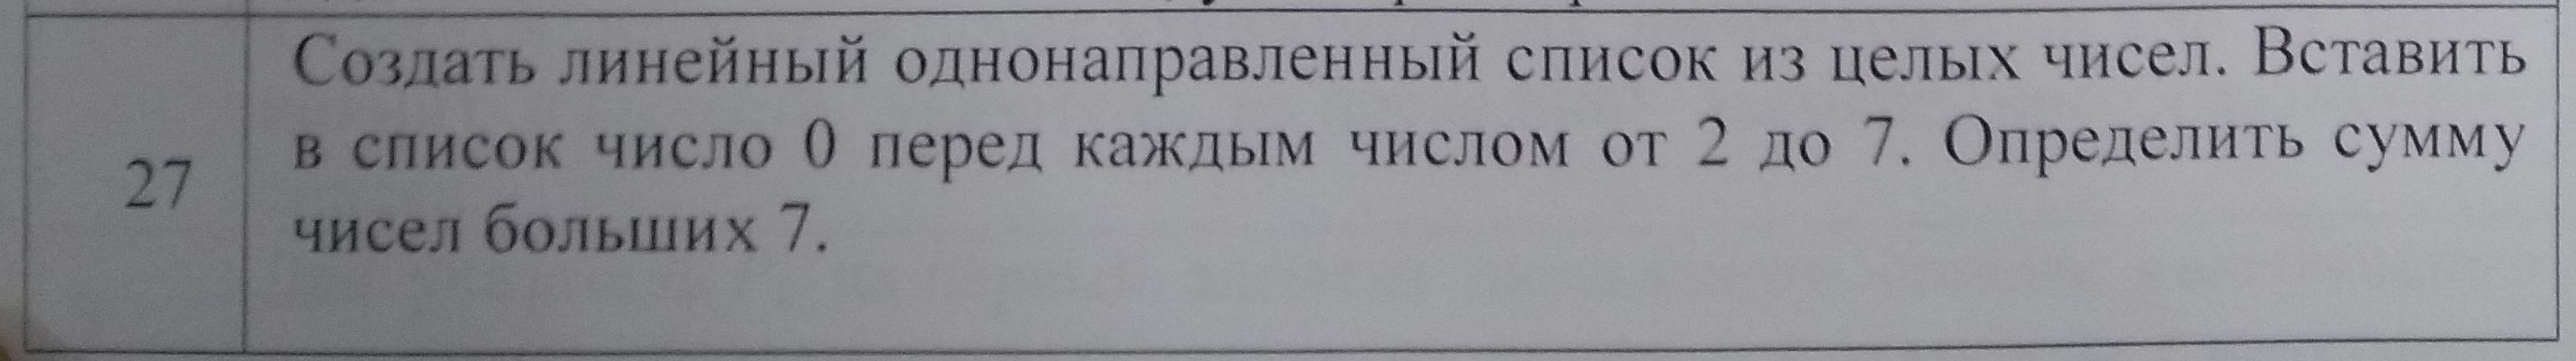 27
Создать линейный однонаправленный список из целых чисел. Вставить
в список число 0 перед каждым числом от 2 до 7. Определить сумму
чисел больших 7.